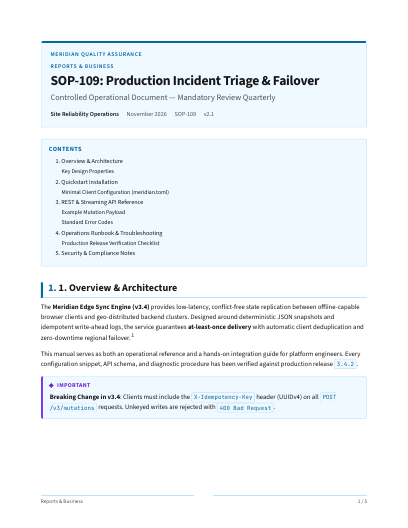 MERIDIAN QUALITY ASSURANCE
REPORTS & BUSINESS
SOP-109: Production Incident Triage & Failover
Controlled Operational Document — Mandatory Review Quarterly
Site Reliability Operations November 2026 SOP-109 v2.1
CONTENTS
1. Overview & Architecture
Key Design Properties
2. Quickstart Installation
Minimal Client Configuration (meridian.toml)
3. REST & Streaming API Reference
Example Mutation Payload
Standard Error Codes
4. Operations Runbook & Troubleshooting
Production Release Verification Checklist
5. Security & Compliance Notes
1. 1. Overview & Architecture
The Meridian Edge Sync Engine (v3.4) provides low-latency, conflict-free state replication between offline-capable
browser clients and geo-distributed backend clusters. Designed around deterministic JSON snapshots and
idempotent write-ahead logs, the service guarantees at-least-once delivery with automatic client deduplication and
zero-downtime regional failover.1
This manual serves as both an operational reference and a hands-on integration guide for platform engineers. Every
configuration snippet, API schema, and diagnostic procedure has been verified against production release 3.4.2.
◆ IMPORTANT
Breaking Change in v3.4: Clients must include the X-Idempotency-Key header (UUIDv4) on all POST
/v3/mutations requests. Unkeyed writes are rejected with 400 Bad Request.
Reports & Business 1 / 5